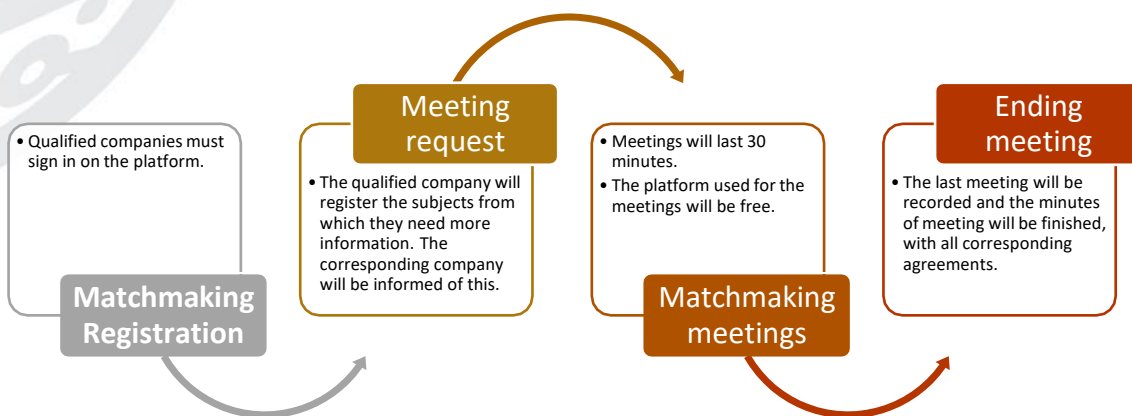 • Qualified companies must
sign in on the platform.
Matchmaking
Registration
Meeting
request
• The qualified company will
register the subjects from
which they need more
information. The
corresponding company
will be informed of this.
• Meetings will last 30
minutes.
• The platform used for the
meetings will be free.
Matchmaking
meetings
Ending
meeting
• The last meeting will be
recorded and the minutes
of meeting will be finished,
with all corresponding
agreements.